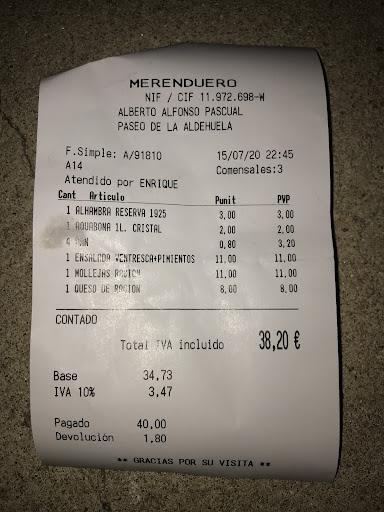 MERENDUERO
NIF / CIF 11.972.698-W
ALBERTO ALFONSO PASCUAL
PASEO DE LA ALDEHUELA
F.Simple: A/91810 15/07/20 22:45
A14 Comensales:3
Atendido por ENRIQUE
Cant Artículo Punit PVP
1 ALHAMBRA RESERVA 1925 3,00 3,00
1 AQUABONA 1L. CRISTAL 2,00 2,00
4 0,80 3,20
1 ENSALADA VENTRESCA+PIMIENTOS 11,00 11,00
1 MOLLEJAS RACION 11,00 11,00
1 QUESO DE RACION 8,00 8,00
CONTADO
Total IVA incluido 38,20 €
Base 34,73
IVA 10% 3,47
Pagado 40,00
Devolución 1,80
** GRACIAS POR SU VISITA **